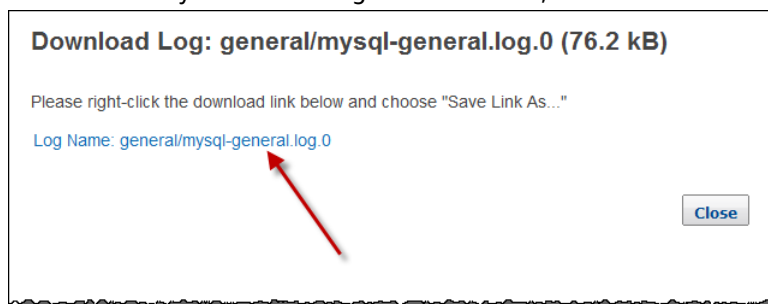 Download Log: general/mysql-general.log.0 (76.2 kB)
Please right-click the download link below and choose "Save Link As..."
Log Name: general/mysql-general.log.0
Close